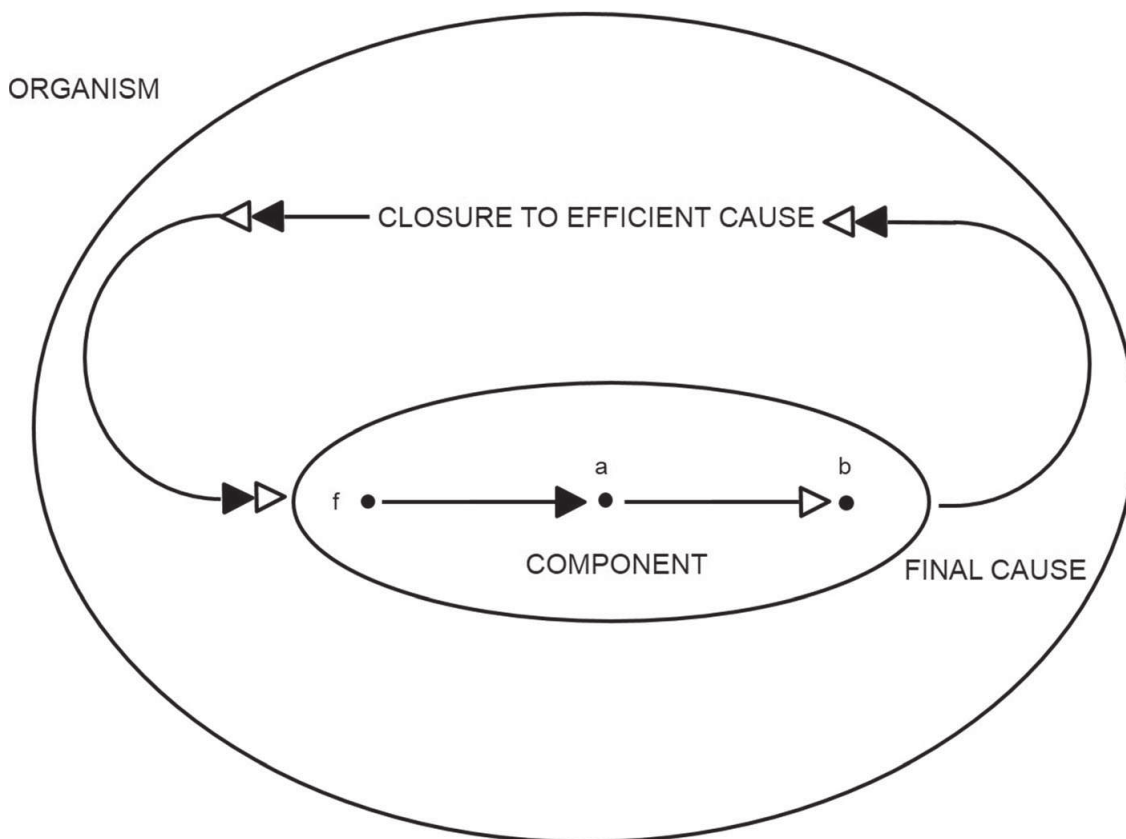 ORGANISM
CLOSURE TO EFFICIENT CAUSE
f
a
b
COMPONENT
FINAL CAUSE